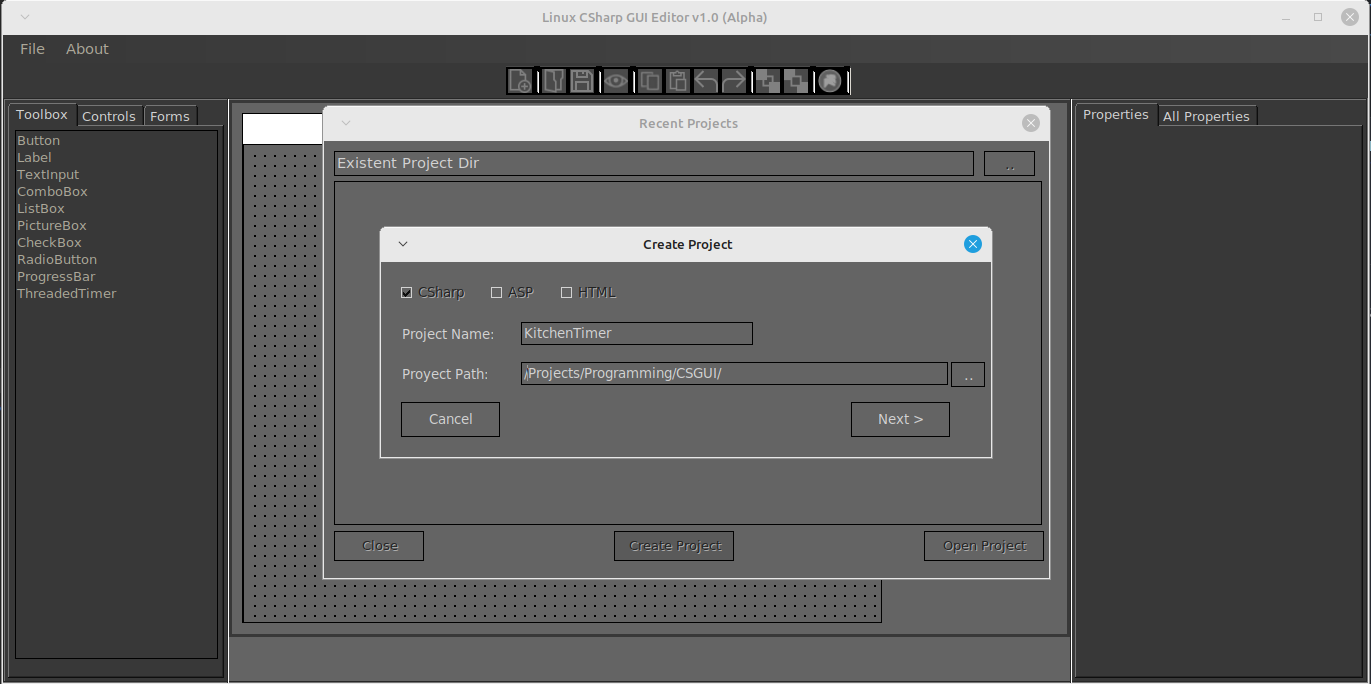 Linux CSharp GUI Editor v1.0 (Alpha)
File About
Toolbox Controls Forms
Button
Label
TextInput
ComboBox
ListBox
PictureBox
CheckBox
RadioButton
ProgressBar
ThreadedTimer
Recent Projects
Existent Project Dir ..
Create Project
CSharp ASP HTML
Project Name: KitchenTimer
Proyect Path: /Projects/Programming/CSGUI/ ..
Cancel Next >
Close Create Project Open Project
Properties All Properties